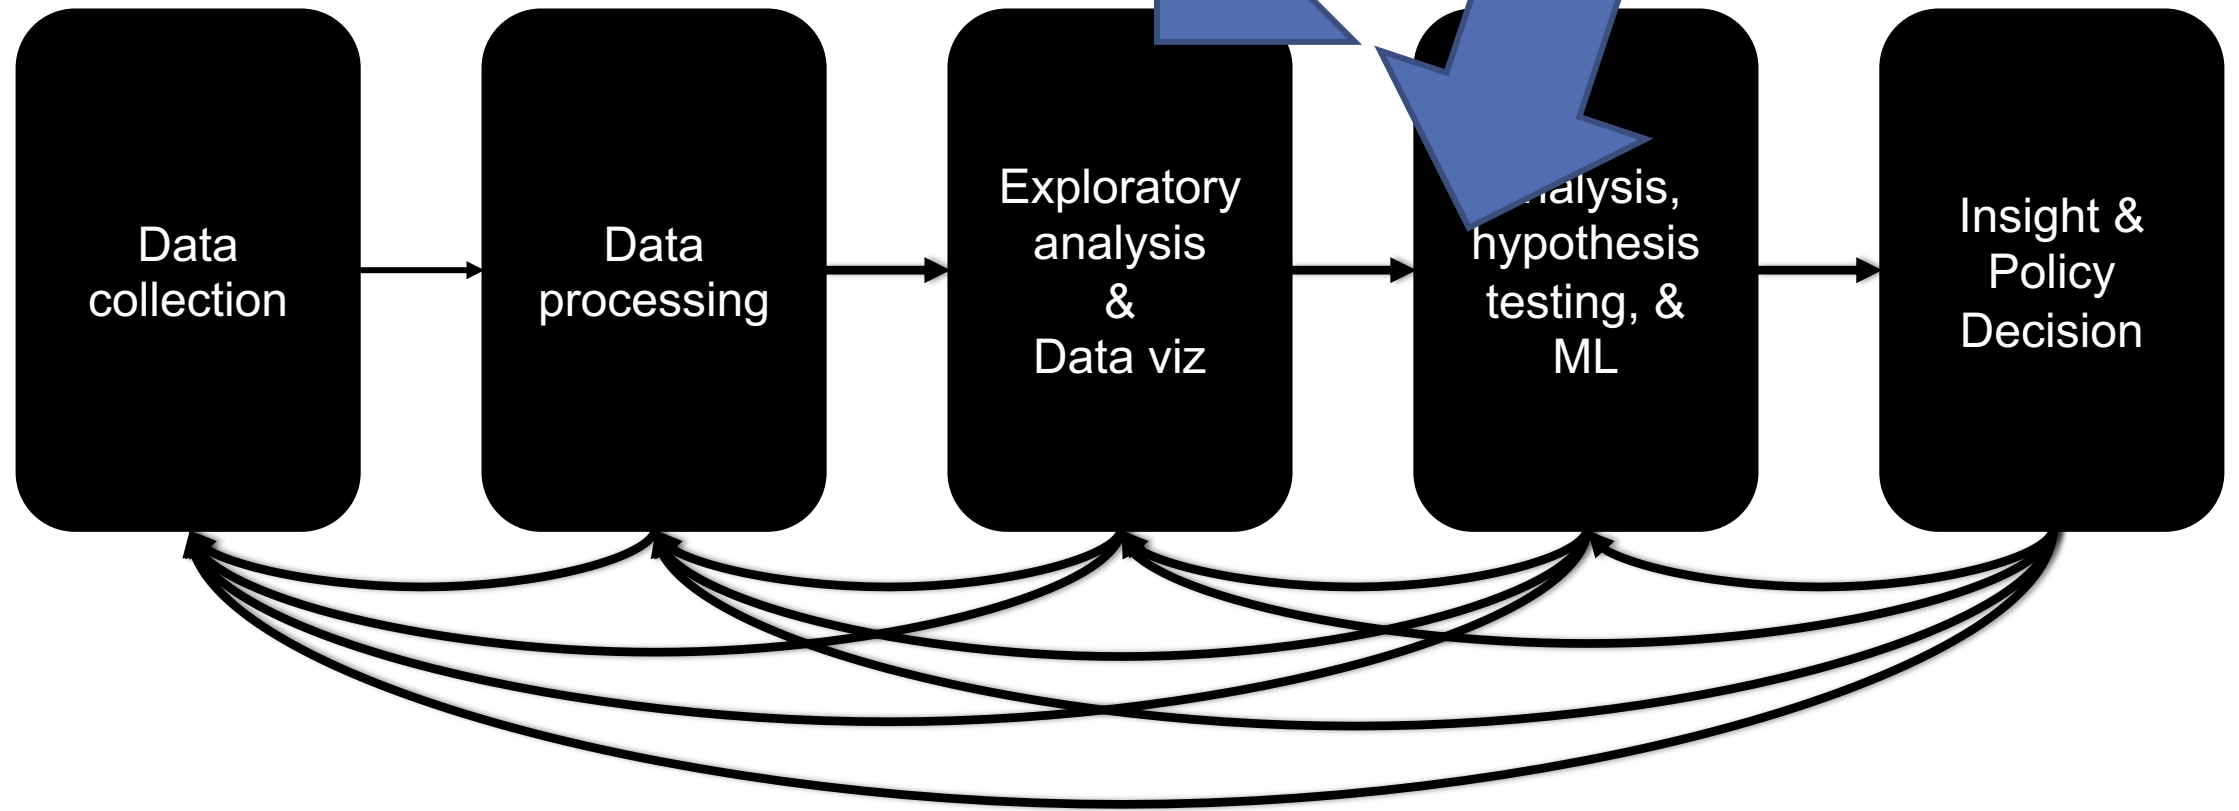 Data
collection
Data
processing
Exploratory
analysis
&
Data viz
hypothesis
testing, &
ML
Insight &
Policy
Decision